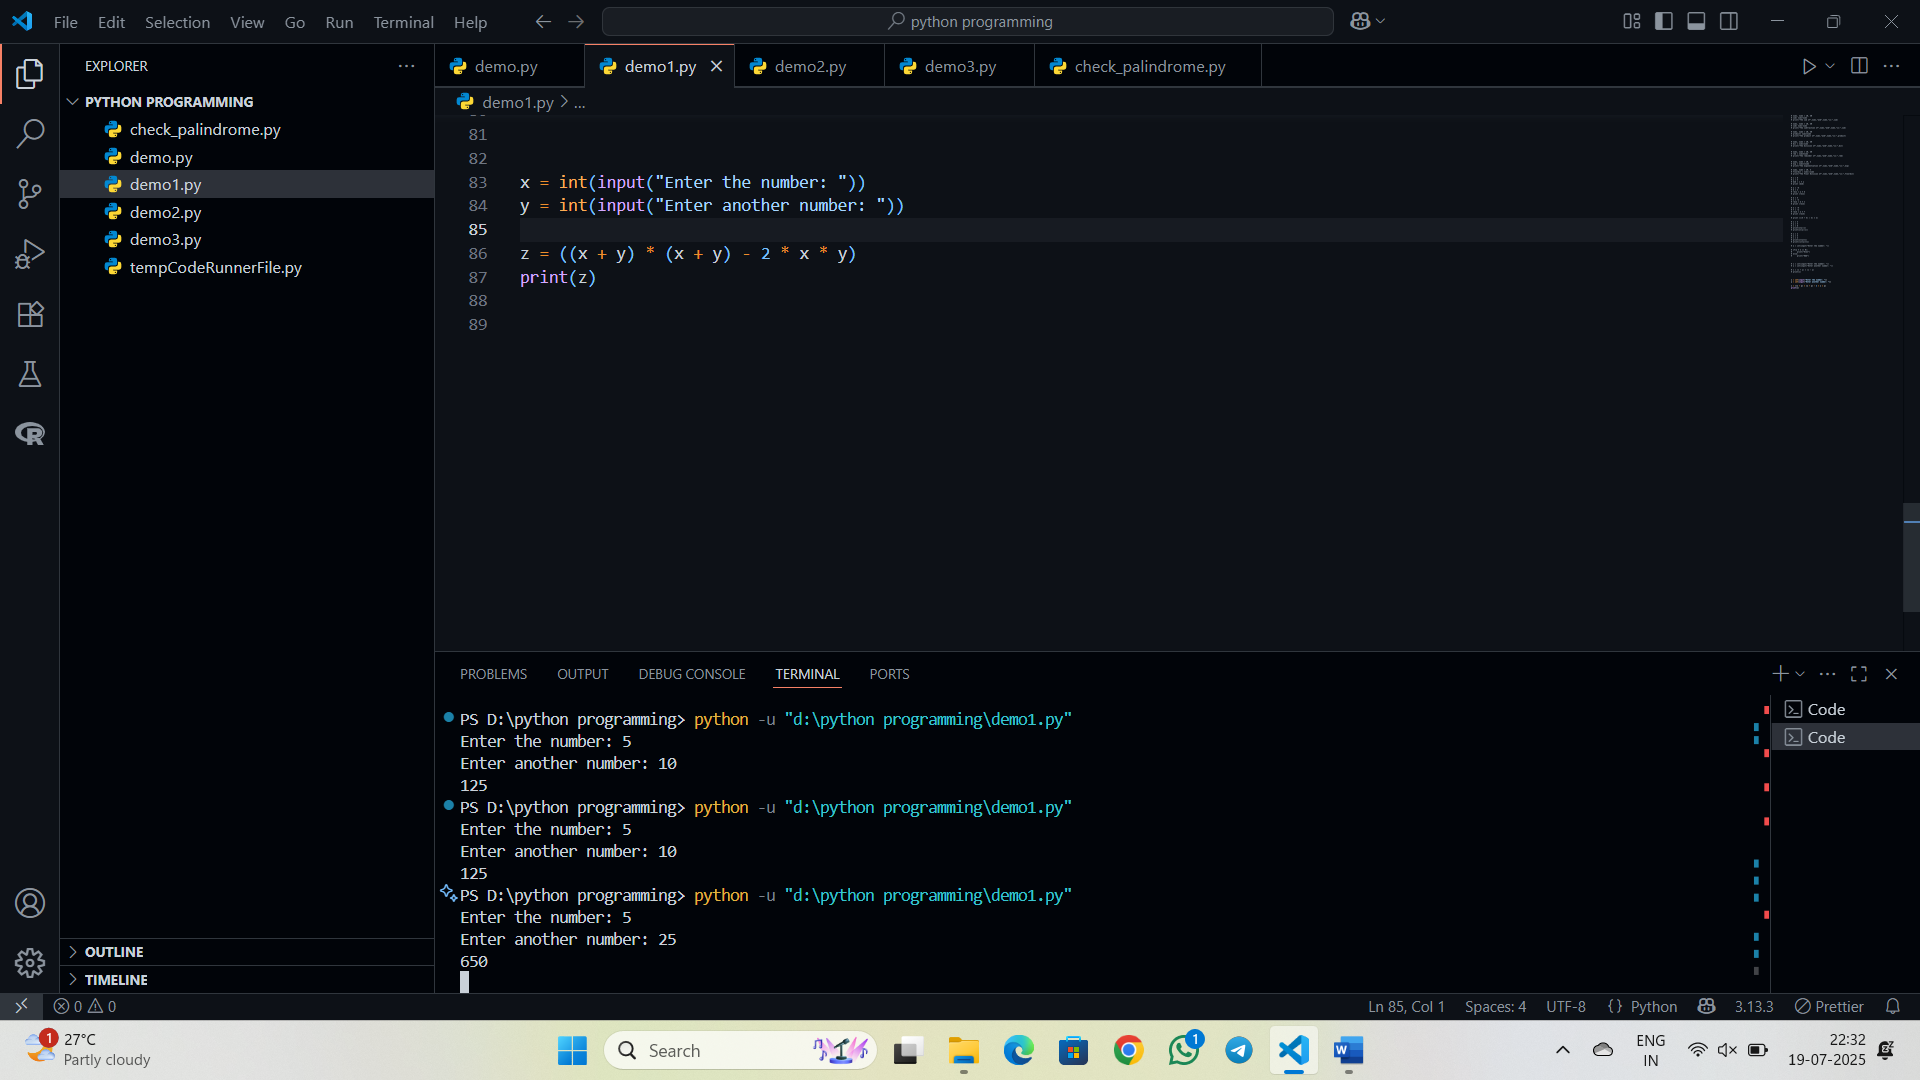 File Edit Selection View Go Run Terminal Help
python programming
EXPLORER
PYTHON PROGRAMMING
check_palindrome.py
demo.py
demo1.py
demo2.py
demo3.py
tempCodeRunnerFile.py
OUTLINE
TIMELINE
demo.py demo1.py demo2.py demo3.py check_palindrome.py
demo1.py > ...
81
82
83 x = int(input("Enter the number: "))
84 y = int(input("Enter another number: "))
85
86 z = ((x + y) * (x + y) - 2 * x * y)
87 print(z)
88
89
PROBLEMS OUTPUT DEBUG CONSOLE TERMINAL PORTS
PS D:\python programming> python -u "d:\python programming\demo1.py"
Enter the number: 5
Enter another number: 10
125
PS D:\python programming> python -u "d:\python programming\demo1.py"
Enter the number: 5
Enter another number: 10
125
PS D:\python programming> python -u "d:\python programming\demo1.py"
Enter the number: 5
Enter another number: 25
650
Code
Code
0 0
Ln 85, Col 1 Spaces: 4 UTF-8 {} Python 3.13.3 Prettier
1
27°C
Partly cloudy
Search
1
ENG
IN
22:32
19-07-2025